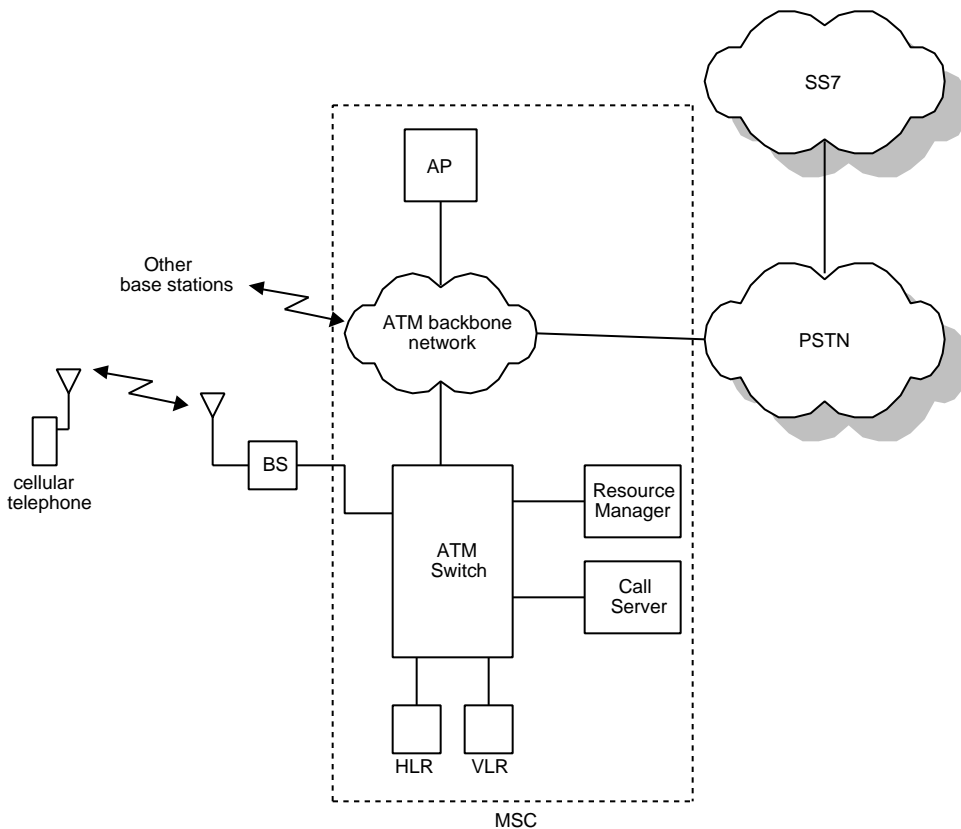 SS7
AP
Other
base stations
ATM backbone
network
PSTN
BS
cellular
telephone
Resource
Manager
ATM
Switch
Call
Server
HLR
VLR
MSC